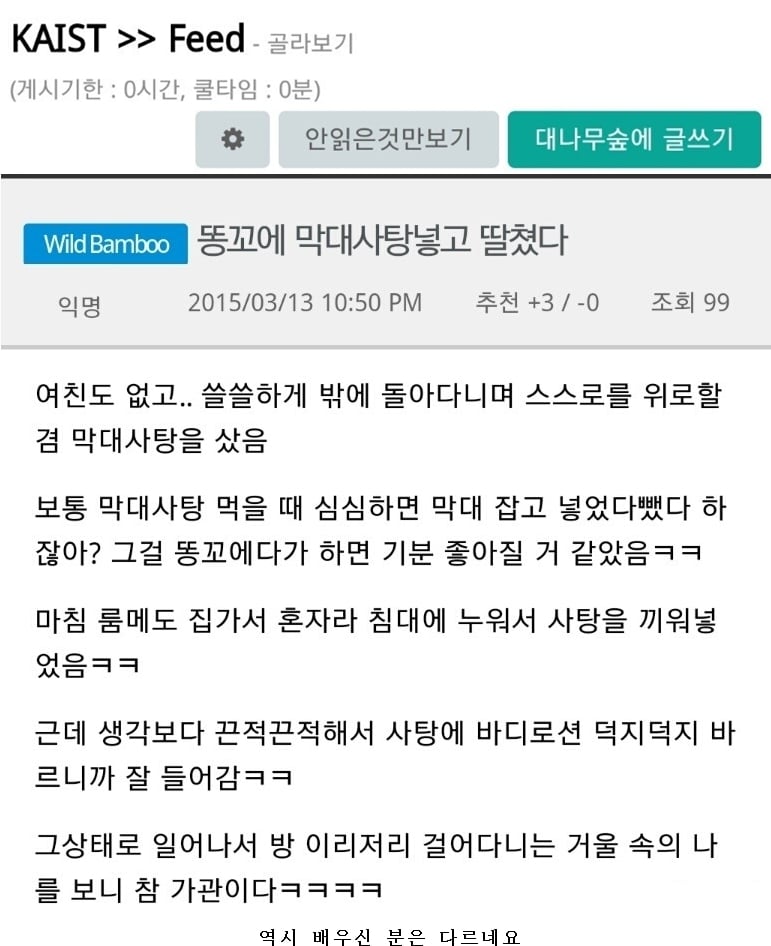 KAIST >> Feed - 골라보기
(게시기한 : 0시간, 쿨타임 : 0분)
안읽은것만보기
대나무숲에 글쓰기
Wild Bamboo 똥꼬에 막대사탕넣고 딸쳤다
익명 2015/03/13 10:50 PM 추천 +3 / -0 조회 99
여친도 없고.. 쓸쓸하게 밖에 돌아다니며 스스로를 위로할
겸 막대사탕을 샀음
보통 막대사탕 먹을 때 심심하면 막대 잡고 넣었다뺐다 하
잖아? 그걸 똥꼬에다가 하면 기분 좋아질 거 같았음ㅋㅋ
마침 룸메도 집가서 혼자라 침대에 누워서 사탕을 끼워넣
었음ㅋㅋ
근데 생각보다 끈적끈적해서 사탕에 바디로션 덕지덕지 바
르니까 잘 들어감ㅋㅋ
그상태로 일어나서 방 이리저리 걸어다니는 거울 속의 나
를 보니 참 가관이다ㅋㅋㅋㅋ
역시 배우신 분은 다르네요